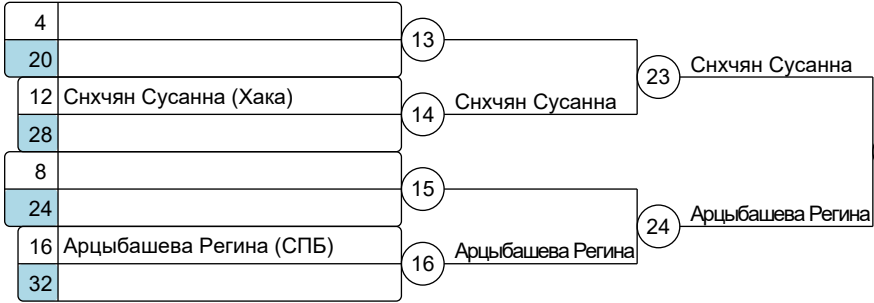 4
13
20
23 Снхчян Сусанна
12 Снхчян Сусанна (Хака)
14 Снхчян Сусанна
28
8
15
24
24 Арцыбашева Регина
16 Арцыбашева Регина (СПБ)
16 Арцыбашева Регина
32